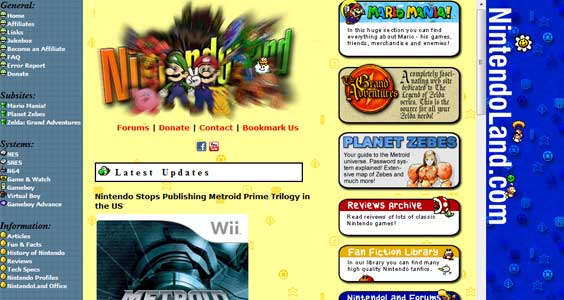 General:
Home
Affiliates
Links
Jukebox
Become an Affiliate
FAQ
Error Report
Donate
Subsites:
Mario Mania!
Planet Zebes
Zelda: Grand Adventures
Systems:
NES
SNES
N64
Game & Watch
Gameboy
Virtual Boy
Gameboy Advance
Information:
Articles
Fun & Facts
History of Nintendo
Reviews
Tech Specs
Nintendo Profiles
NintendoLand Office
NintendoLand
Forums | Donate | Contact | Bookmark Us
Latest Updates
Nintendo Stops Publishing Metroid Prime Trilogy in
the US
Wii
METROID
MARIO MANIA!
In this huge section you can find
everything about Mario - his games,
friends, merchandise and enemies!
The Grand Adventures
A completely fasci-
nating web site
dedicated to The
Legend of Zelda
series. This is the
source for all your
Zelda needs!
PLANET ZEBES
Your guide to the Metroid
universe. Password sys-
tem explained! Exten-
sive map of Zebes and
much more!
Reviews Archive
Read reviews of lots of classic
Nintendo games!
Fan Fiction Library
In our library you can find many
high quality Nintendo fanfics.
NintendoLand Forums
NintendoLand.com